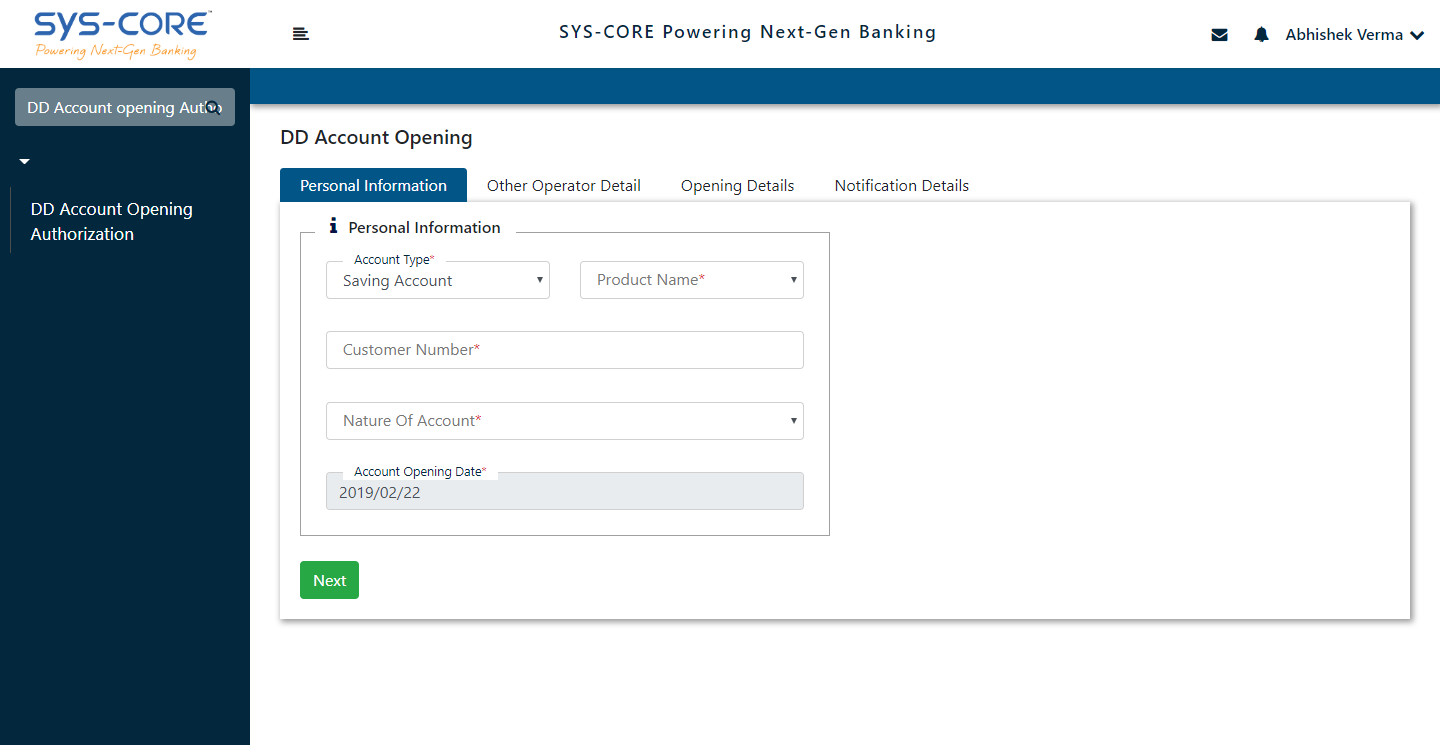 SYS-CORE™
Powering Next-Gen Banking
SYS-CORE Powering Next-Gen Banking
Abhishek Verma
DD Account opening Autho
DD Account Opening
Authorization
DD Account Opening
Personal Information
Other Operator Detail
Opening Details
Notification Details
Personal Information
Account Type*
Saving Account
Product Name*
Customer Number*
Nature Of Account*
Account Opening Date*
2019/02/22
Next